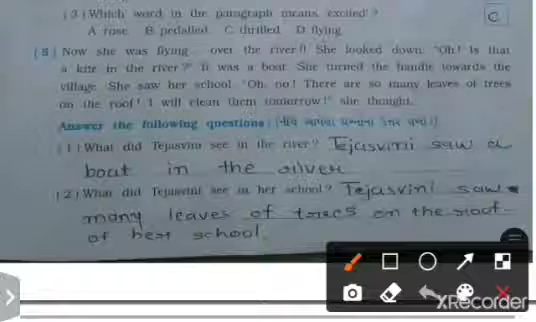 (3) Which word in the paragraph means 'excited'?
C
A. rose B. pedalled C. thrilled D. flying
(5) Now she was flying over the river!! She looked down. "Oh! Is that
a kite in the river?" It was a boat. She turned the handle towards the
village. She saw her school. "Oh, no! There are so many leaves of trees
on the roof! I will clean them tomorrow!" she thought.
Answer the following questions:
(1) What did Tejasvini see in the river? Tejasvini saw a
boat in the river
(2) What did Tejasvini see in her school? Tejasvini saw
many leaves of trees on the roof
of her school.
XRecorder